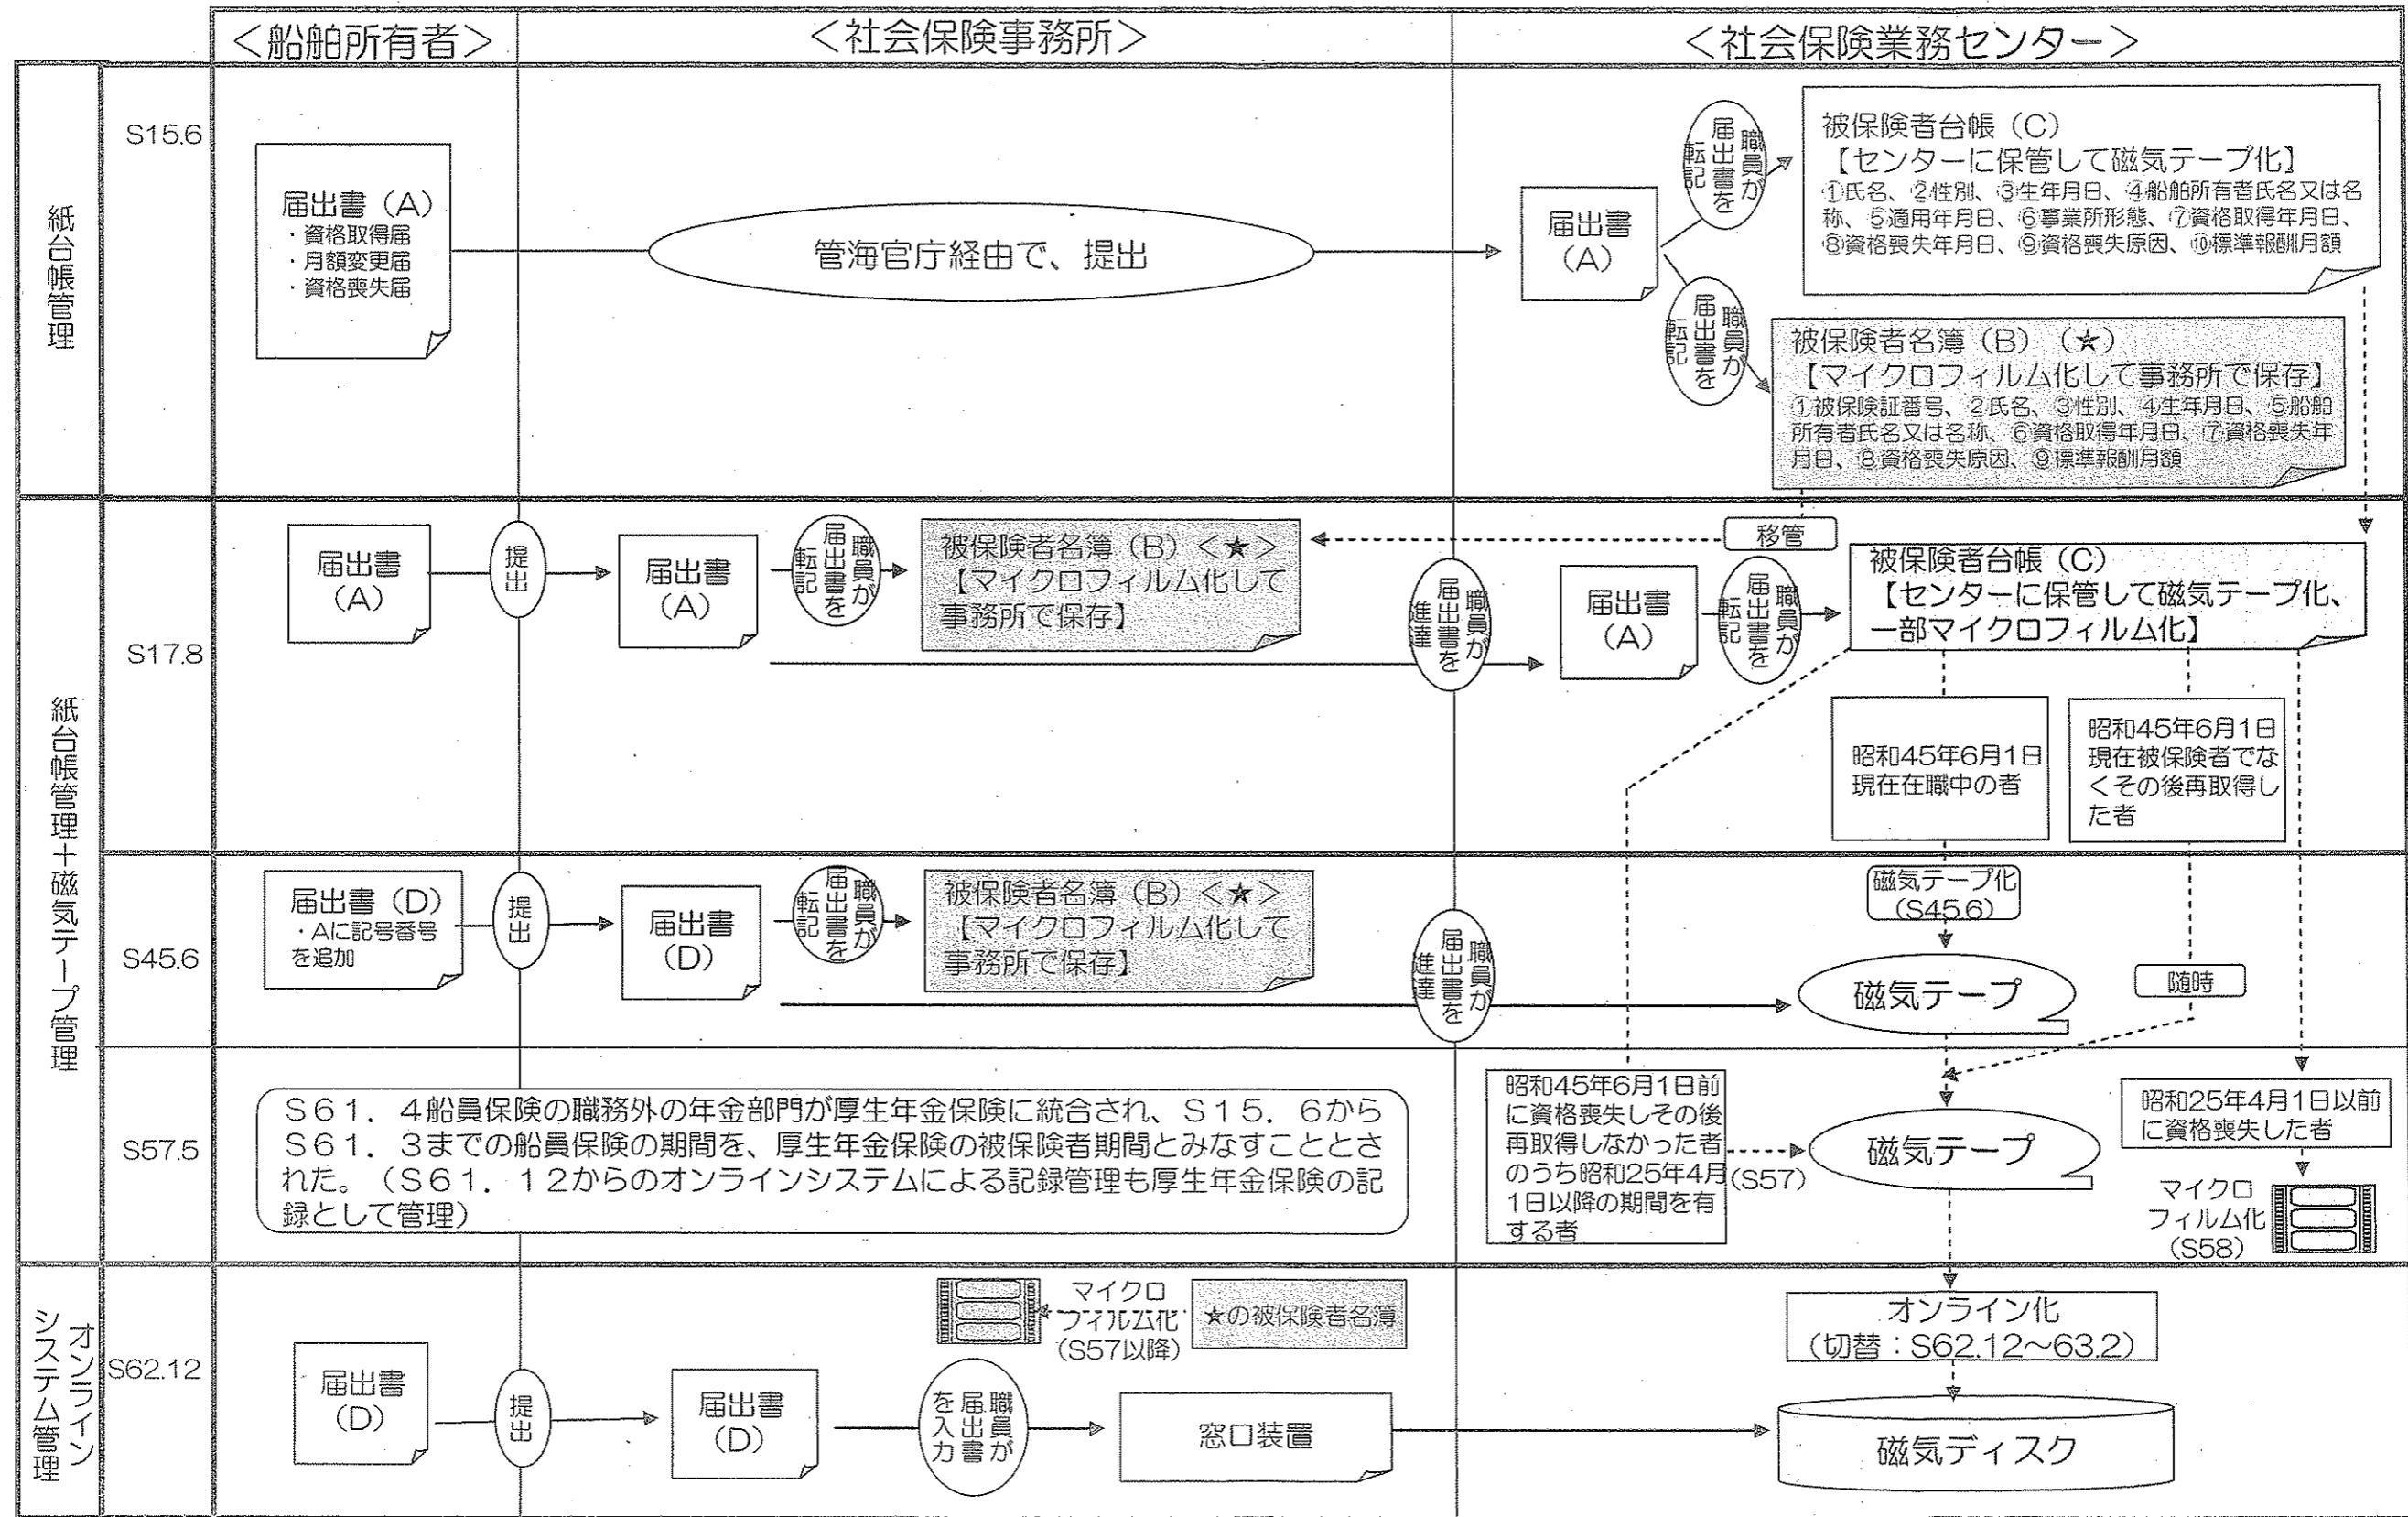 ＜船舶所有者＞
＜社会保険事務所＞
＜社会保険業務センター＞
紙台帳管理
S15.6
届出書（A）
・資格取得届
・月額変更届
・資格喪失届
管海官庁経由で、提出
届出書
（A）
職員が
届出書を
転記
被保険者台帳（C）
【センターに保管して磁気テープ化】
①氏名、②性別、③生年月日、④船舶所有者氏名又は名
称、⑤適用年月日、⑥事業所形態、⑦資格取得年月日、
⑧資格喪失年月日、⑨資格喪失原因、⑩標準報酬月額
職員が
届出書を
転記
被保険者名簿（B）（★）
【マイクロフィルム化して事務所で保存】
①被保険証番号、②氏名、③性別、④生年月日、⑤船舶
所有者氏名又は名称、⑥資格取得年月日、⑦資格喪失年
月日、⑧資格喪失原因、⑨標準報酬月額
紙台帳管理＋磁気テープ管理
S17.8
届出書
（A）
提出
届出書
（A）
職員が
届出書を
転記
被保険者名簿（B）＜★＞
【マイクロフィルム化して
事務所で保存】
移管
職員が
届出書を
進達
届出書
（A）
職員が
届出書を
転記
被保険者台帳（C）
【センターに保管して磁気テープ化、
一部マイクロフィルム化】
昭和45年6月1日
現在在職中の者
昭和45年6月1日
現在被保険者でな
くその後再取得し
た者
S45.6
届出書（D）
・Aに記号番号
を追加
提出
届出書
（D）
職員が
届出書を
転記
被保険者名簿（B）＜★＞
【マイクロフィルム化して
事務所で保存】
職員が
届出書を
進達
磁気テープ化
（S45.6）
磁気テープ
随時
S57.5
S61．4船員保険の職務外の年金部門が厚生年金保険に統合され、S15．6から
S61．3までの船員保険の期間を、厚生年金保険の被保険者期間とみなすこととさ
れた。（S61．12からのオンラインシステムによる記録管理も厚生年金保険の記
録として管理）
昭和45年6月1日前
に資格喪失しその後
再取得しなかった者
のうち昭和25年4月
1日以降の期間を有
する者
（S57）
磁気テープ
昭和25年4月1日以前
に資格喪失した者
マイクロ
フィルム化
（S58）
オンライン
システム管理
S62.12
マイクロ
フィルム化
（S57以降）
★の被保険者名簿
オンライン化
（切替：S62.12～63.2）
届出書
（D）
提出
届出書
（D）
職員が
届出書
を入力
窓口装置
磁気ディスク